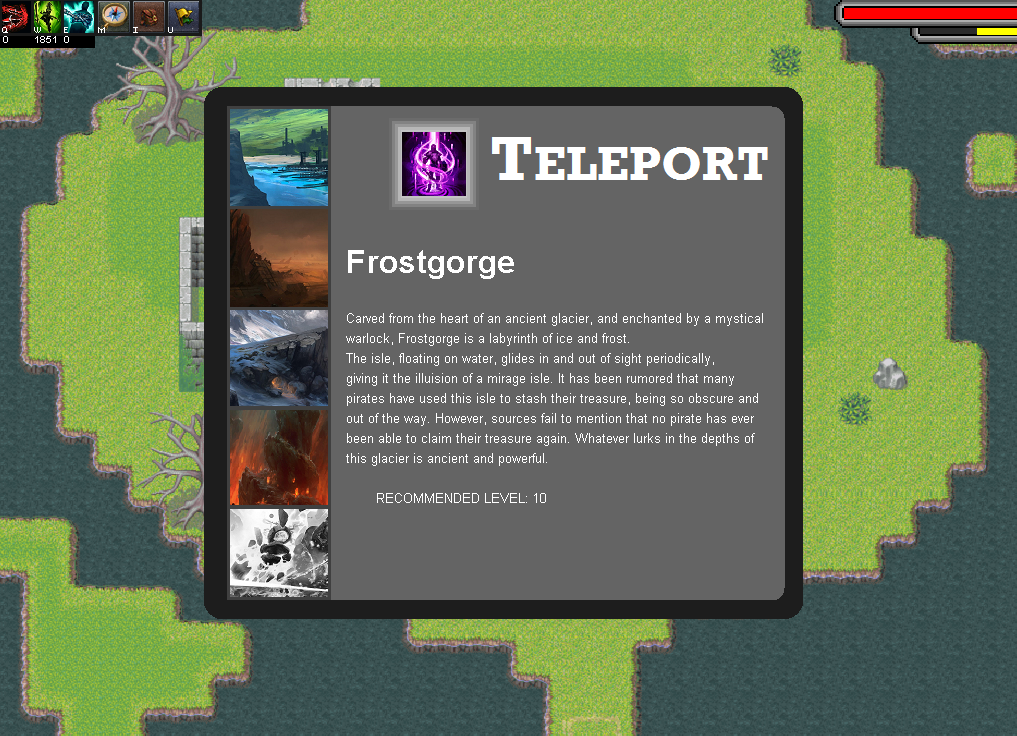 Q W E M I U
0 1851 0
TELEPORT
Frostgorge
Carved from the heart of an ancient glacier, and enchanted by a mystical
warlock, Frostgorge is a labyrinth of ice and frost.
The isle, floating on water, glides in and out of sight periodically,
giving it the illuision of a mirage isle. It has been rumored that many
pirates have used this isle to stash their treasure, being so obscure and
out of the way. However, sources fail to mention that no pirate has ever
been able to claim their treasure again. Whatever lurks in the depths of
this glacier is ancient and powerful.
RECOMMENDED LEVEL: 10